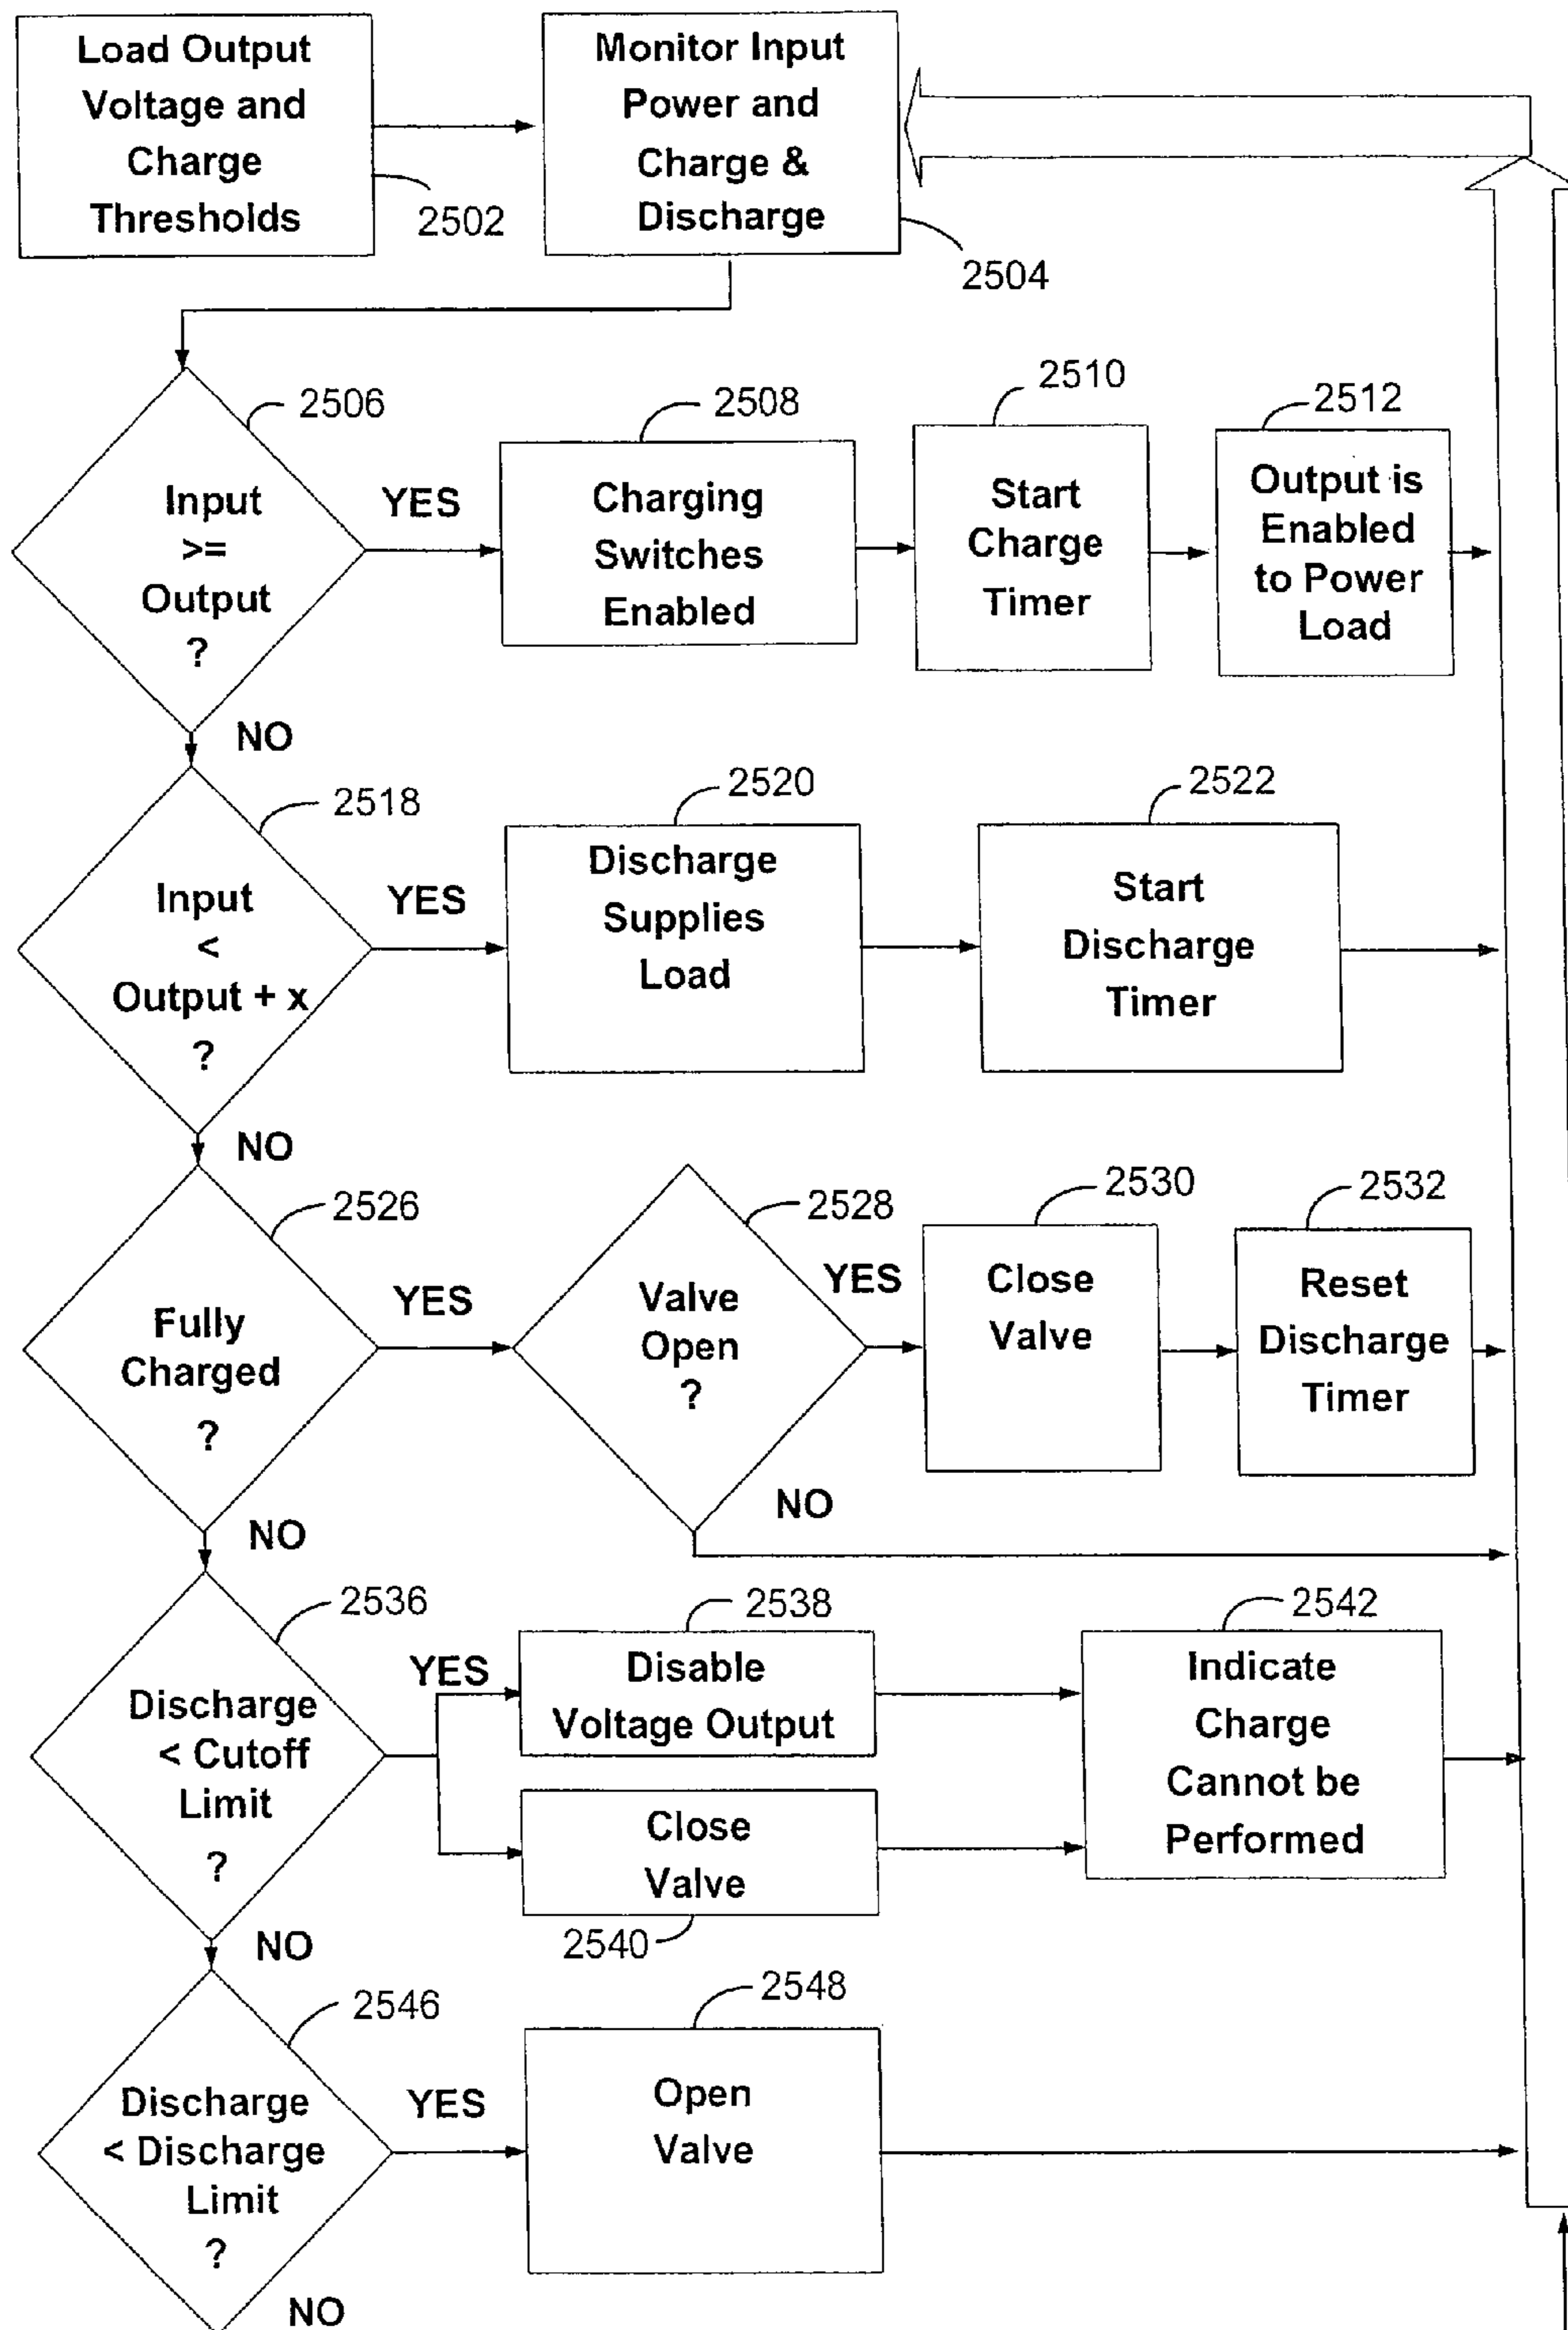 Load Output
Voltage and
Charge
Thresholds
2502
Monitor Input
Power and
Charge &
Discharge
2504
2506
Input
>=
Output
?
YES
NO
2508
Charging
Switches
Enabled
2510
Start
Charge
Timer
2512
Output is
Enabled
to Power
Load
2518
Input
<
Output + x
?
YES
NO
2520
Discharge
Supplies
Load
2522
Start
Discharge
Timer
2526
Fully
Charged
?
YES
NO
2528
Valve
Open
?
YES
NO
2530
Close
Valve
2532
Reset
Discharge
Timer
2536
Discharge
< Cutoff
Limit
?
YES
NO
2538
Disable
Voltage Output
Close
Valve
2540
2542
Indicate
Charge
Cannot be
Performed
2546
Discharge
< Discharge
Limit
?
YES
NO
2548
Open
Valve